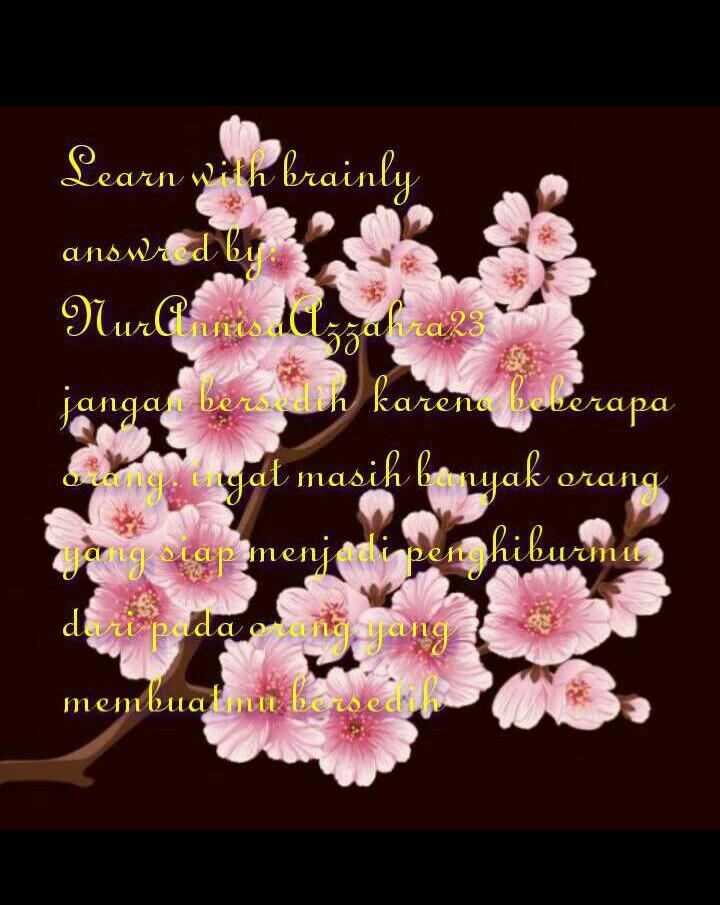 Learn with brainly
answred by:
NurAnnisaAzzahra23
jangan bersedih karena beberapa
orang. ingat masih banyak orang
yang siap menjadi penghiburmu.
dari pada orang yang
membuatmu bersedih